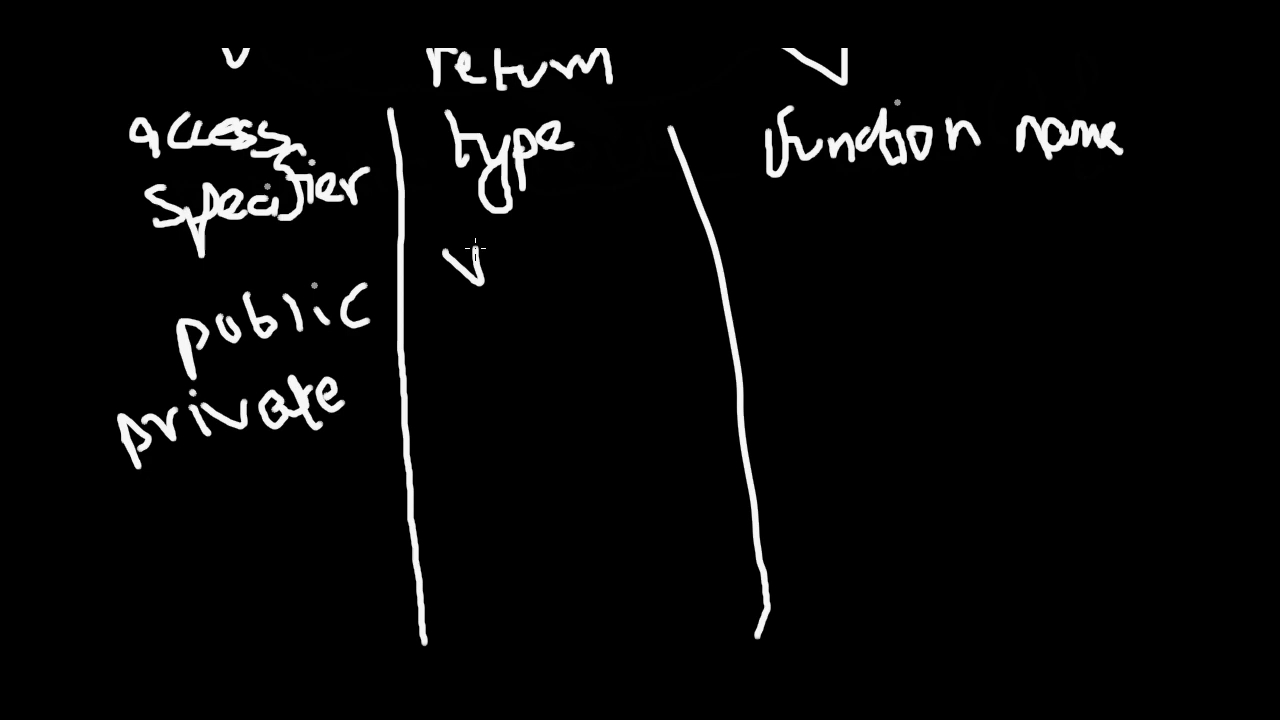 return
access type function name
specifier
v
public
private